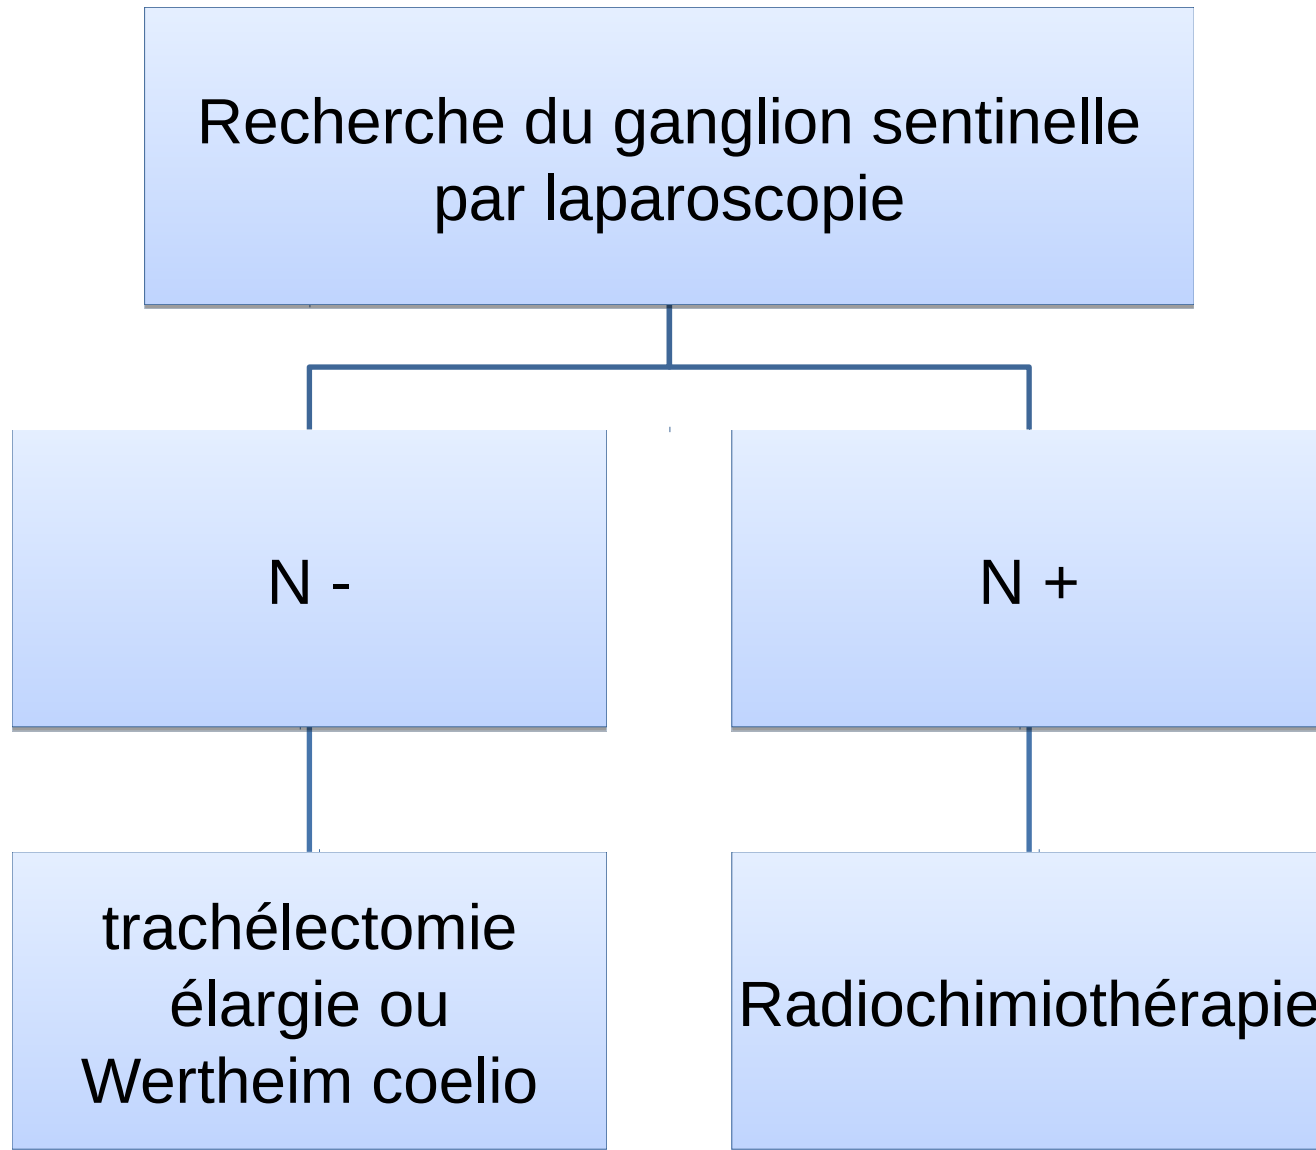 Recherche du ganglion sentinelle
par laparoscopie
N -
N +
trachélectomie
élargie ou
Wertheim coelio
Radiochimiothérapie